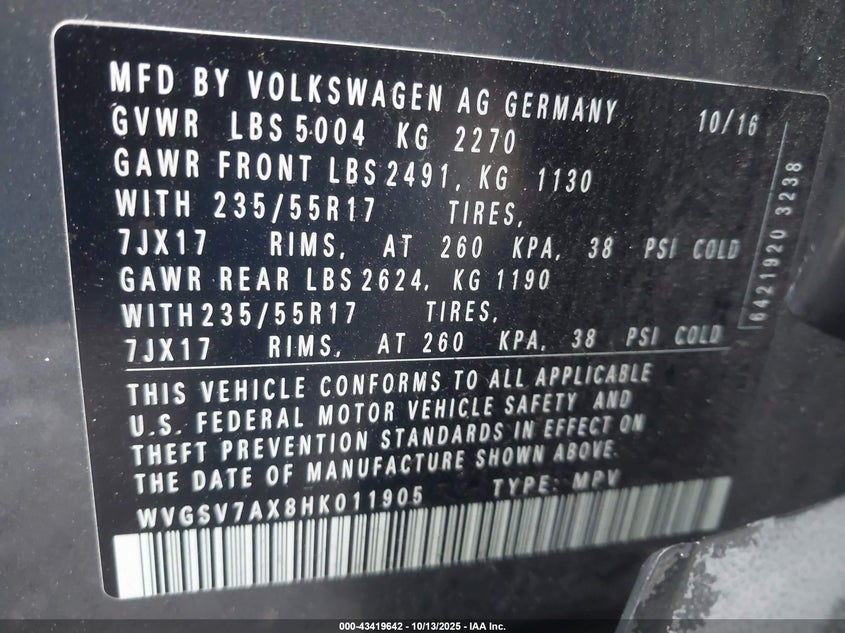 MFD BY VOLKSWAGEN AG GERMANY 10/16
GVWR LBS 5004 KG 2270
GAWR FRONT LBS 2491, KG 1130
WITH 235/55R17 TIRES,
7JX17 RIMS, AT 260 KPA, 38 PSI COLD
GAWR REAR LBS 2624, KG 1190
WITH 235/55R17 TIRES,
7JX17 RIMS, AT 260 KPA, 38 PSI COLD
THIS VEHICLE CONFORMS TO ALL APPLICABLE
U.S. FEDERAL MOTOR VEHICLE SAFETY AND
THEFT PREVENTION STANDARDS IN EFFECT ON
THE DATE OF MANUFACTURE SHOWN ABOVE.
WVGSV7AX8HK011905 TYPE: MPV
6421920 3238
000-43419642 | 10/13/2025 - IAA Inc.